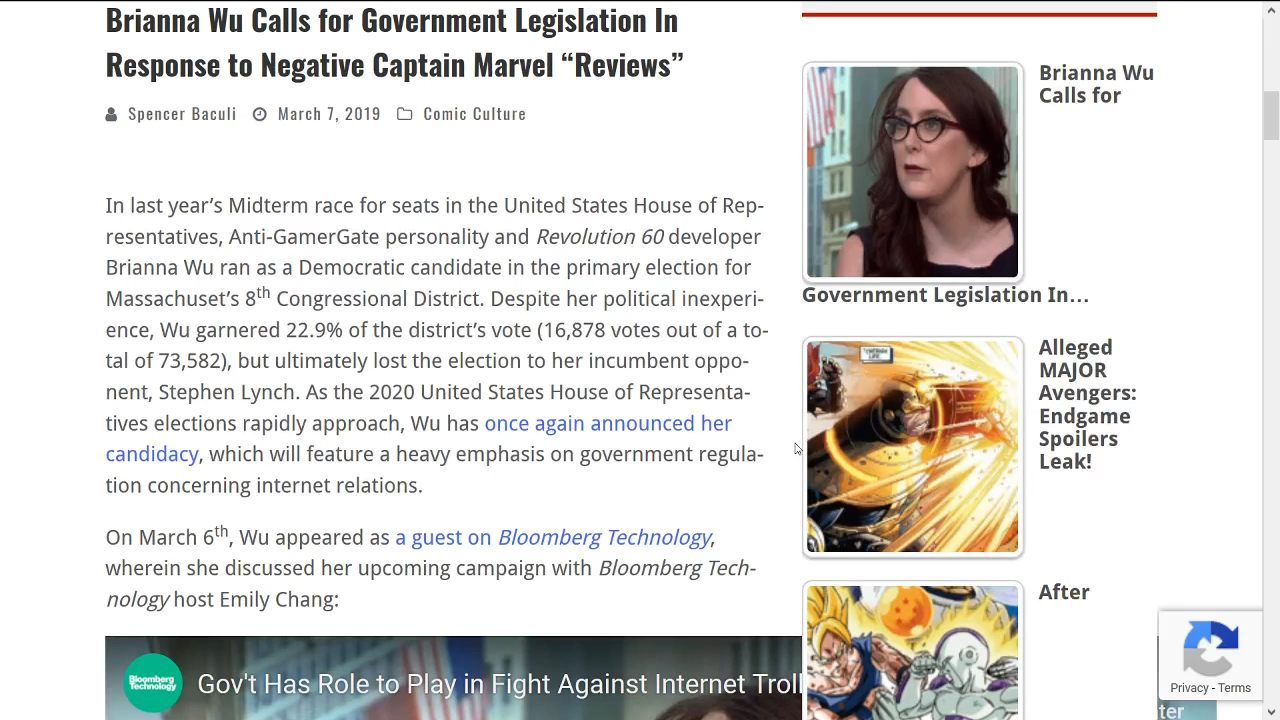 Brianna Wu Calls for Government Legislation In
Response to Negative Captain Marvel “Reviews”
Spencer Baculi March 7, 2019 Comic Culture
In last year’s Midterm race for seats in the United States House of Rep-
resentatives, Anti-GamerGate personality and Revolution 60 developer
Brianna Wu ran as a Democratic candidate in the primary election for
Massachuset’s 8th Congressional District. Despite her political inexperi-
ence, Wu garnered 22.9% of the district’s vote (16,878 votes out of a to-
tal of 73,582), but ultimately lost the election to her incumbent oppo-
nent, Stephen Lynch. As the 2020 United States House of Representa-
tives elections rapidly approach, Wu has once again announced her
candidacy, which will feature a heavy emphasis on government regula-
tion concerning internet relations.
On March 6th, Wu appeared as a guest on Bloomberg Technology,
wherein she discussed her upcoming campaign with Bloomberg Tech-
nology host Emily Chang:
Bloomberg
Technology
Gov't Has Role to Play in Fight Against Internet Troll
Brianna Wu
Calls for
Government Legislation In…
Alleged
MAJOR
Avengers:
Endgame
Spoilers
Leak!
After
Privacy - Terms
ter